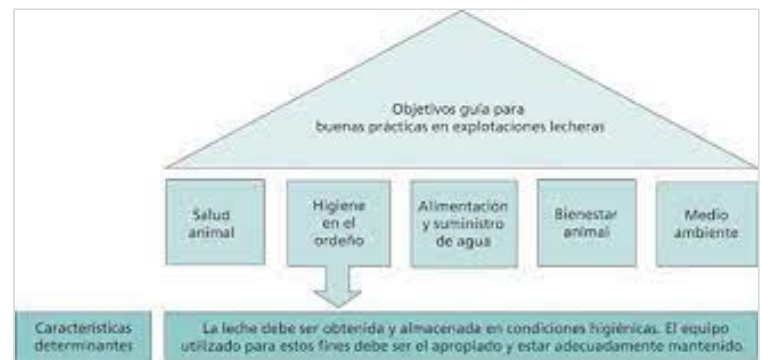 Objetivos guía para
buenas prácticas en explotaciones lecheras
Salud
animal
Higiene
en el
ordeño
Alimentación
y suministro
de agua
Bienestar
animal
Medio
ambiente
Características
determinantes
La leche debe ser obtenida y almacenada en condiciones higiénicas. El equipo
utilizado para estos fines debe ser el apropiado y estar adecuadamente mantenido.